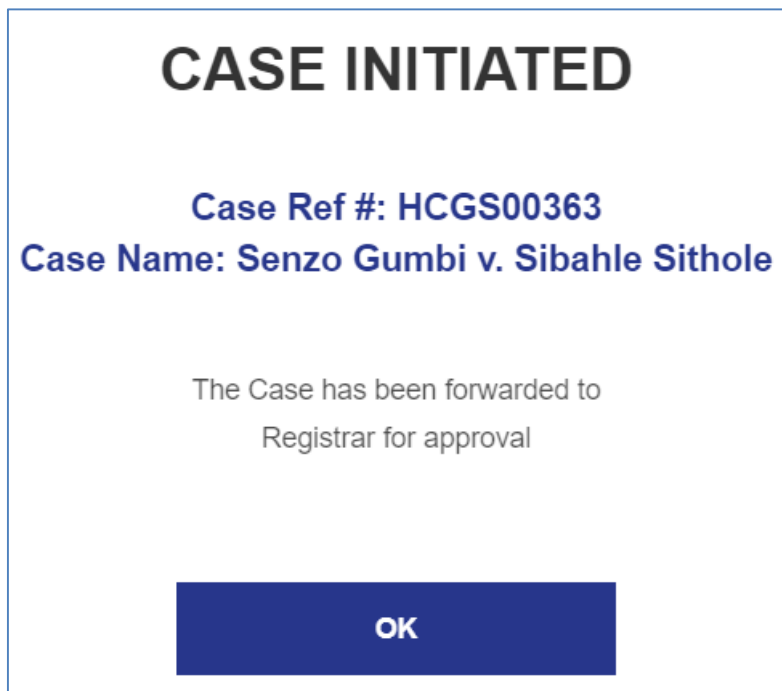 CASE INITIATED
Case Ref #: HCGS00363
Case Name: Senzo Gumbi v. Sibahle Sithole
The Case has been forwarded to
Registrar for approval
OK